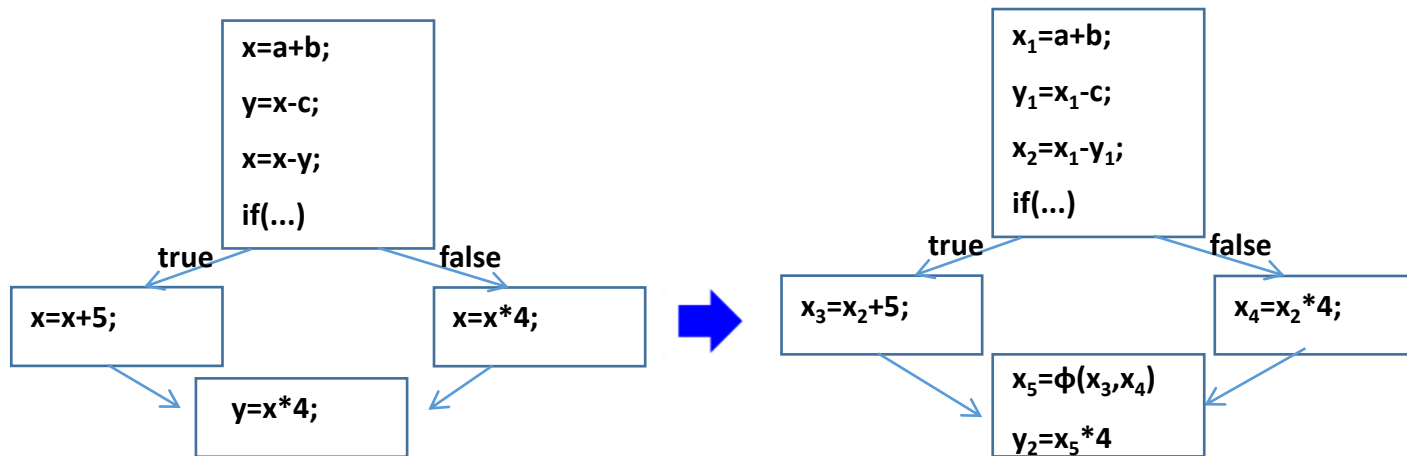 x=a+b;
y=x-c;
x=x-y;
if(...)
true
false
x=x+5;
x=x*4;
y=x*4;
x₁=a+b;
y₁=x₁-c;
x₂=x₁-y₁;
if(...)
true
false
x₃=x₂+5;
x₄=x₂*4;
x₅=ф(x₃,x₄)
y₂=x₅*4